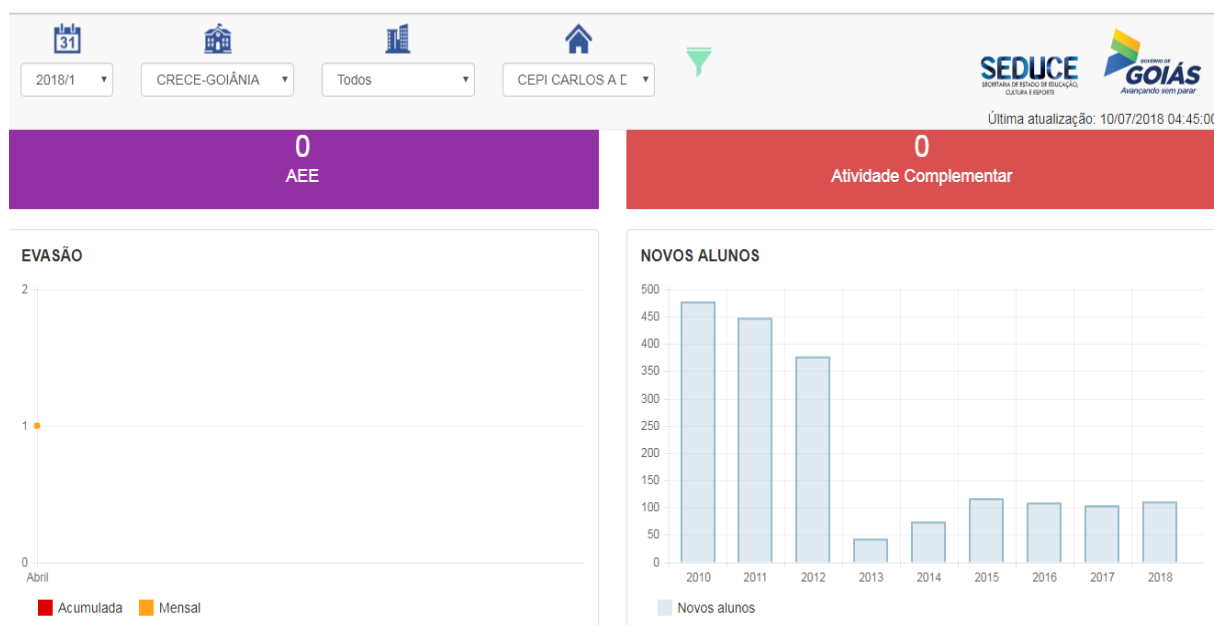 31
2018/1
CRECE-GOIÂNIA
Todos
CEPI CARLOS A D
SEDUCE
SECRETARIA DE ESTADO DE EDUCAÇÃO,
CULTURA E ESPORTE
GOVERNO DE
GOIÁS
Avançando sem parar
Última atualização: 10/07/2018 04:45:00
0
AEE
0
Atividade Complementar
EVASÃO
2
1
0
Abril
Acumulada
Mensal
NOVOS ALUNOS
500
450
400
350
300
250
200
150
100
50
0
2010 2011 2012 2013 2014 2015 2016 2017 2018
Novos alunos